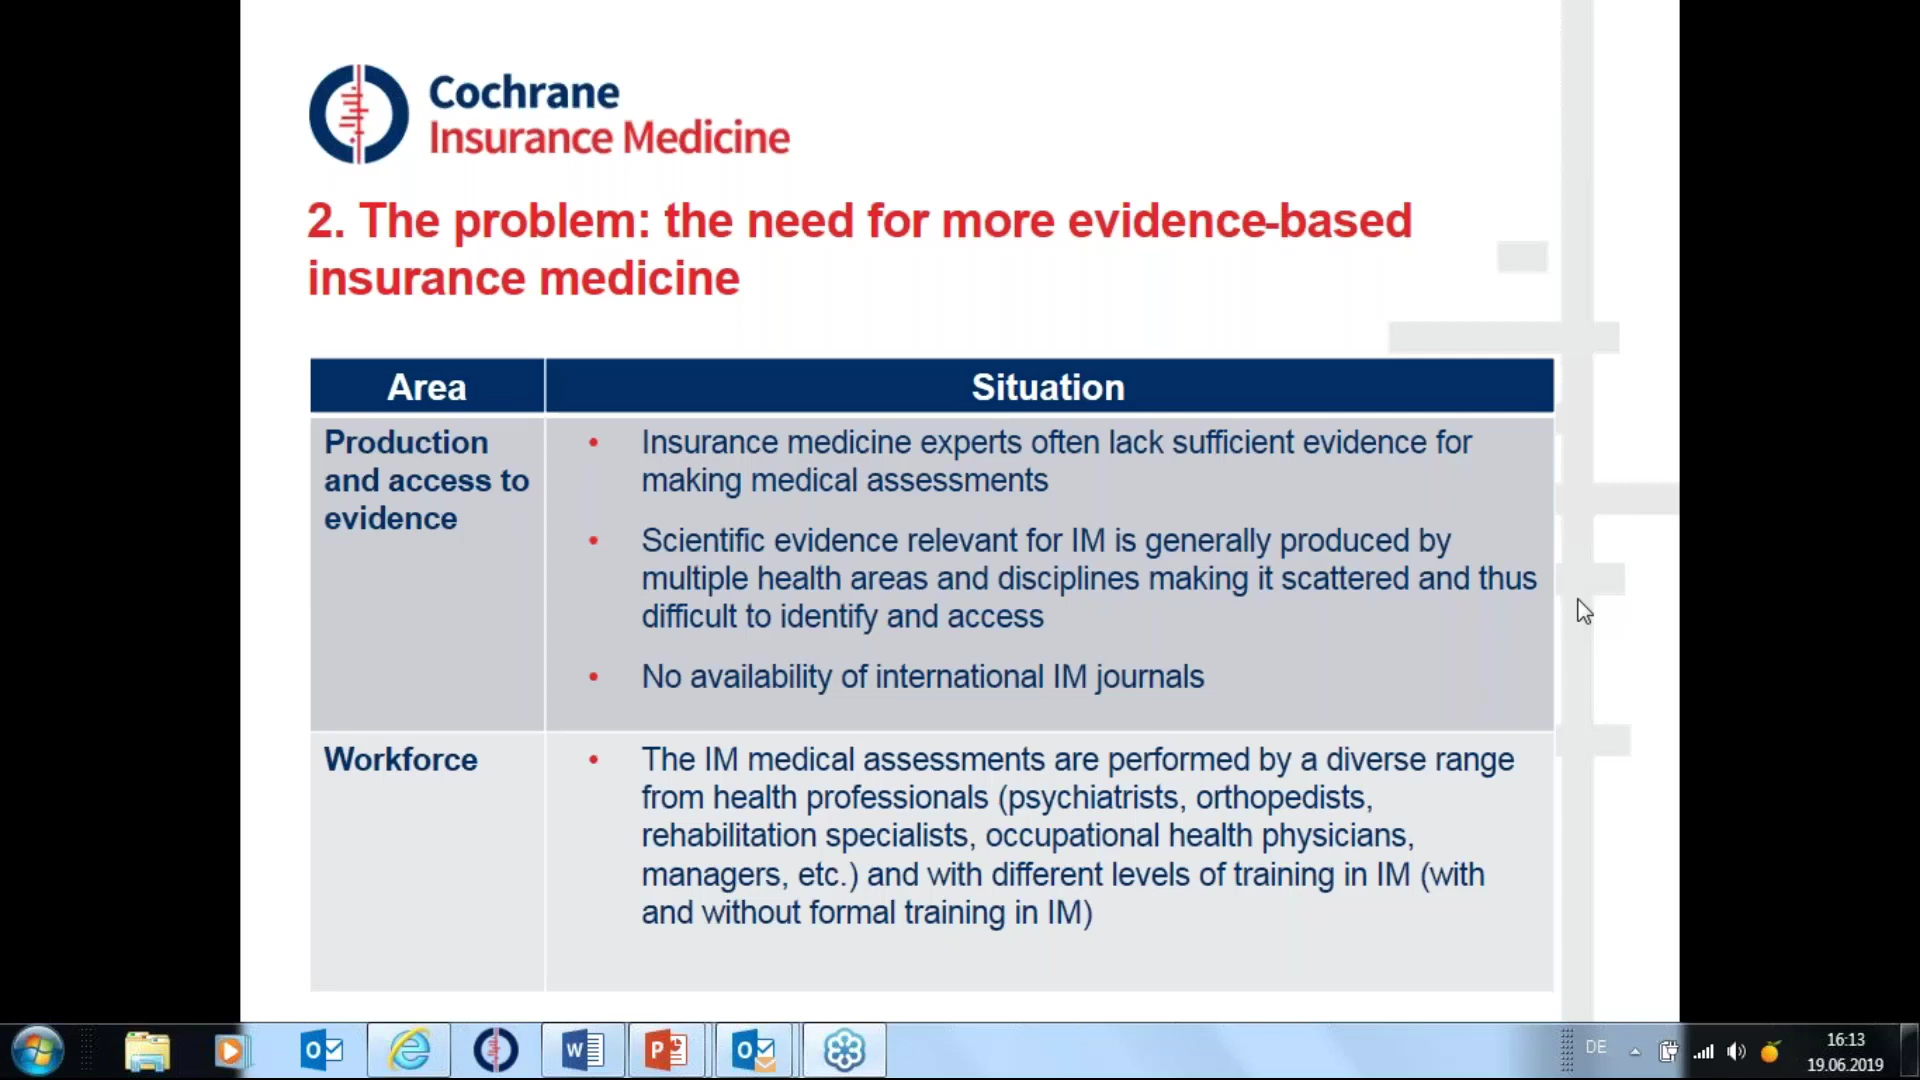 Cochrane
Insurance Medicine
2. The problem: the need for more evidence-based
insurance medicine
Area
Situation
Production
and access to
evidence
• Insurance medicine experts often lack sufficient evidence for
making medical assessments
• Scientific evidence relevant for IM is generally produced by
multiple health areas and disciplines making it scattered and thus
difficult to identify and access
• No availability of international IM journals
Workforce
• The IM medical assessments are performed by a diverse range
from health professionals (psychiatrists, orthopedists,
rehabilitation specialists, occupational health physicians,
managers, etc.) and with different levels of training in IM (with
and without formal training in IM)
DE
16:13
19.06.2019